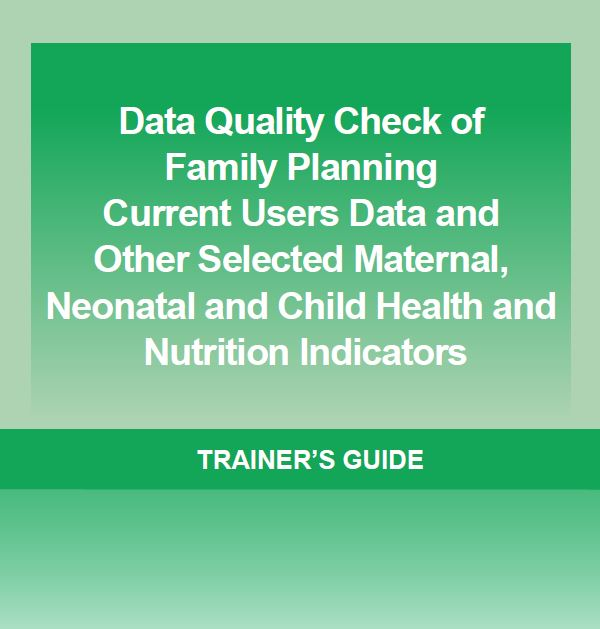 Data Quality Check of
Family Planning
Current Users Data and
Other Selected Maternal,
Neonatal and Child Health and
Nutrition Indicators
TRAINER’S GUIDE